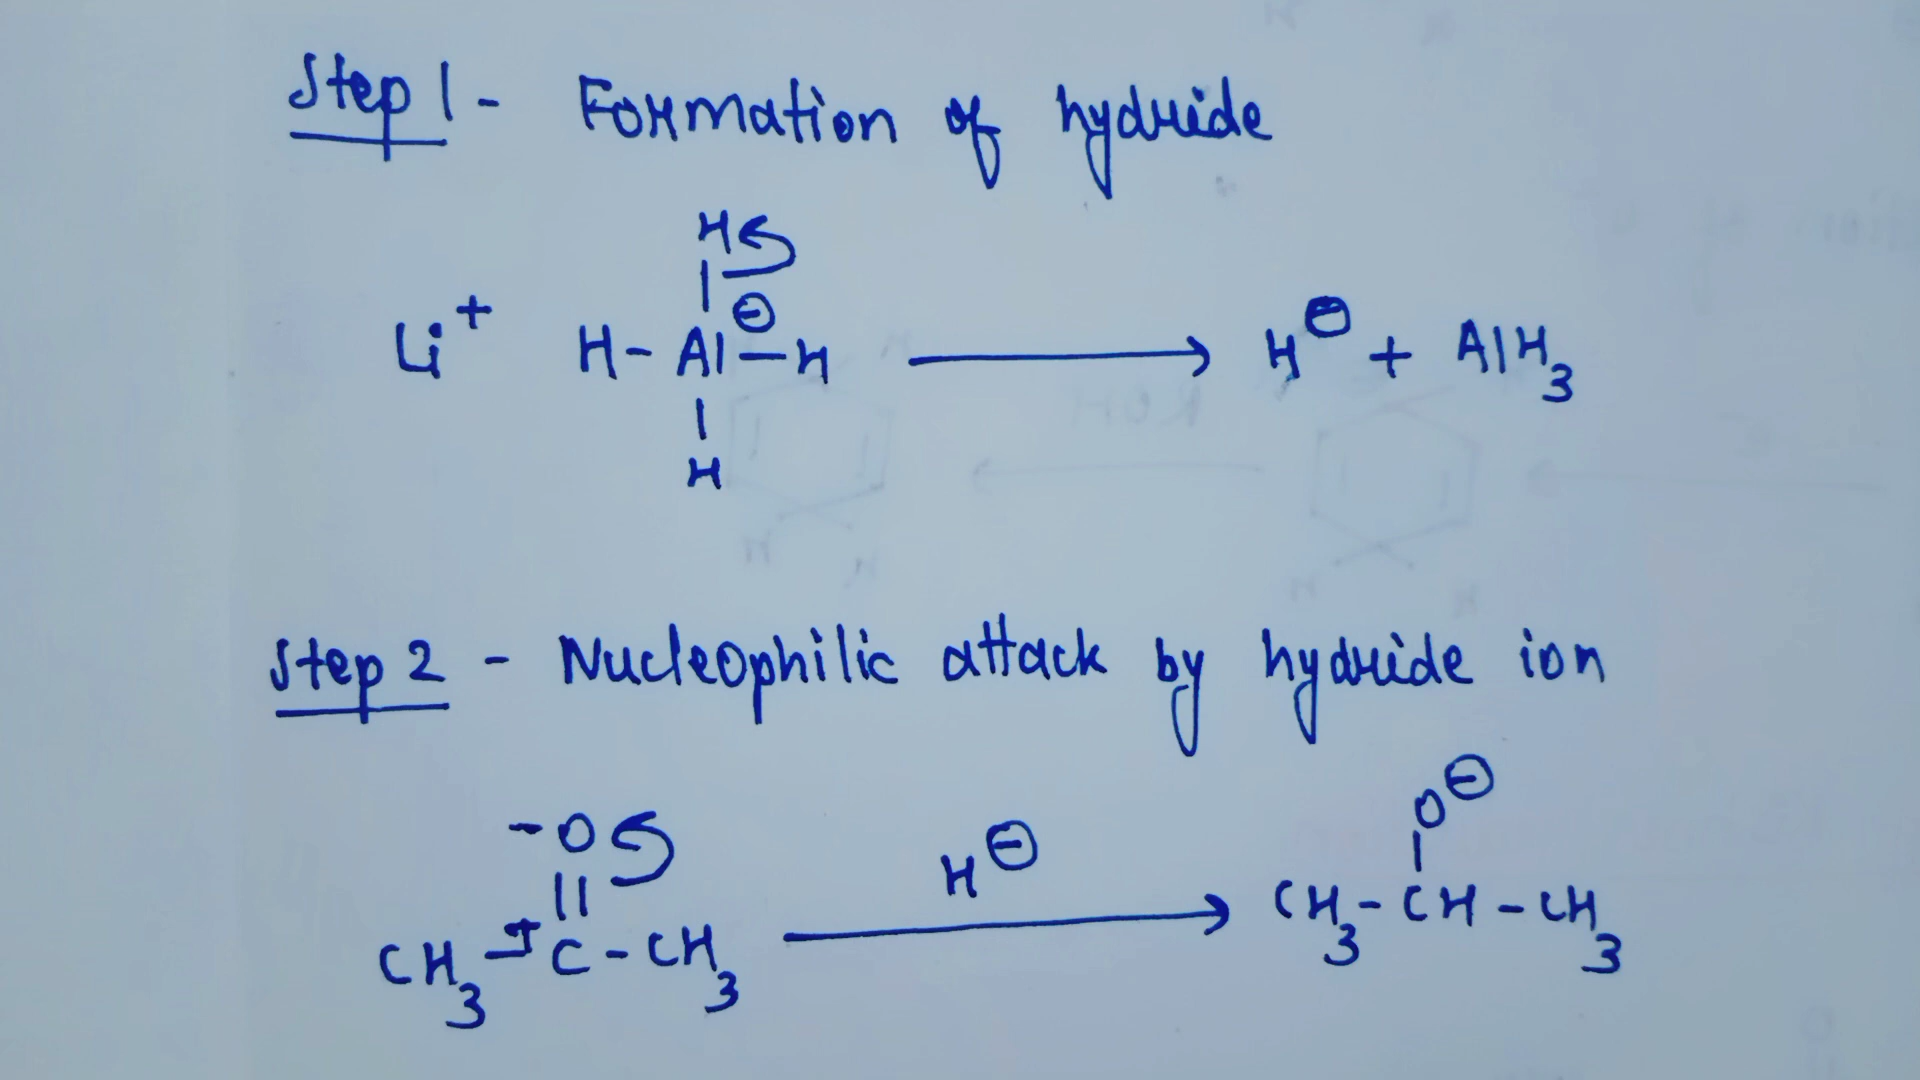 Step 1 - Formation of hydride
H
Li⁺ H - Al⊖ — H ⟶ H⊖ + AlH₃
H
Step 2 - Nucleophilic attack by hydride ion
-O H⊖ O⊖
CH₃ -⁺C - CH₃ ⟶ CH₃ - CH - CH₃